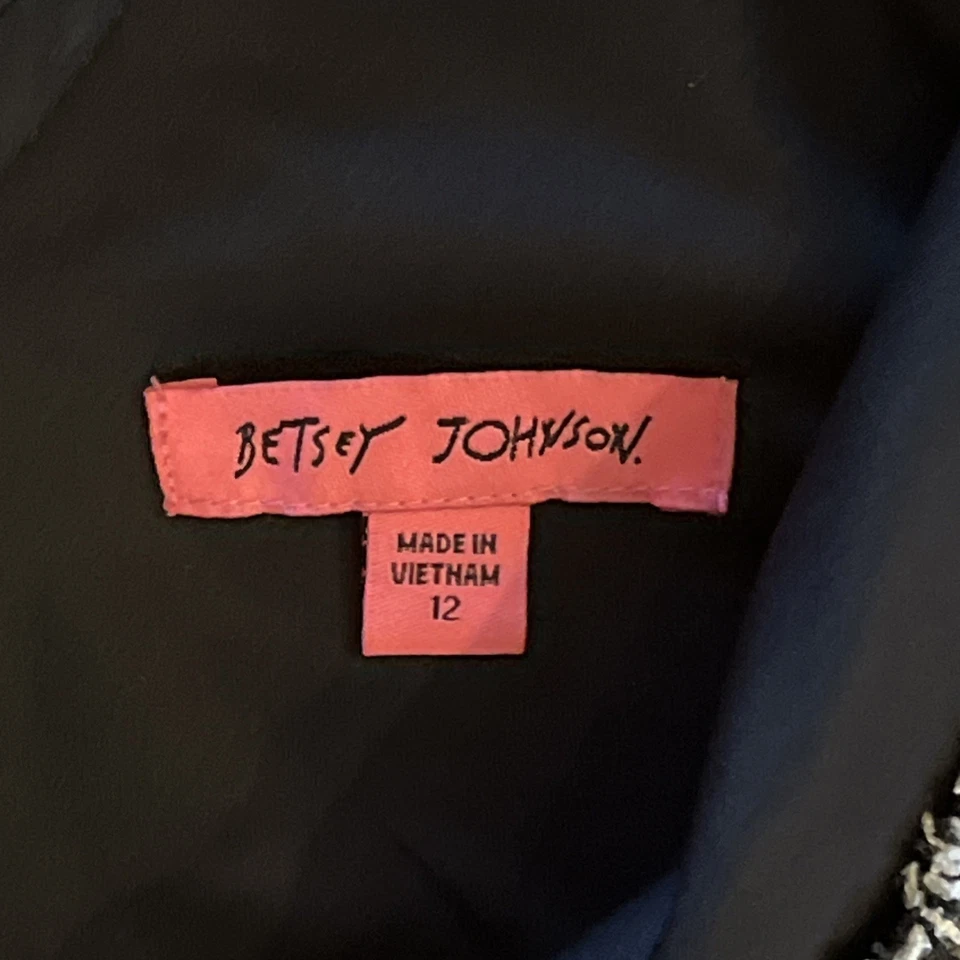 BETSEY JOHNSON.
MADE IN
VIETNAM
12